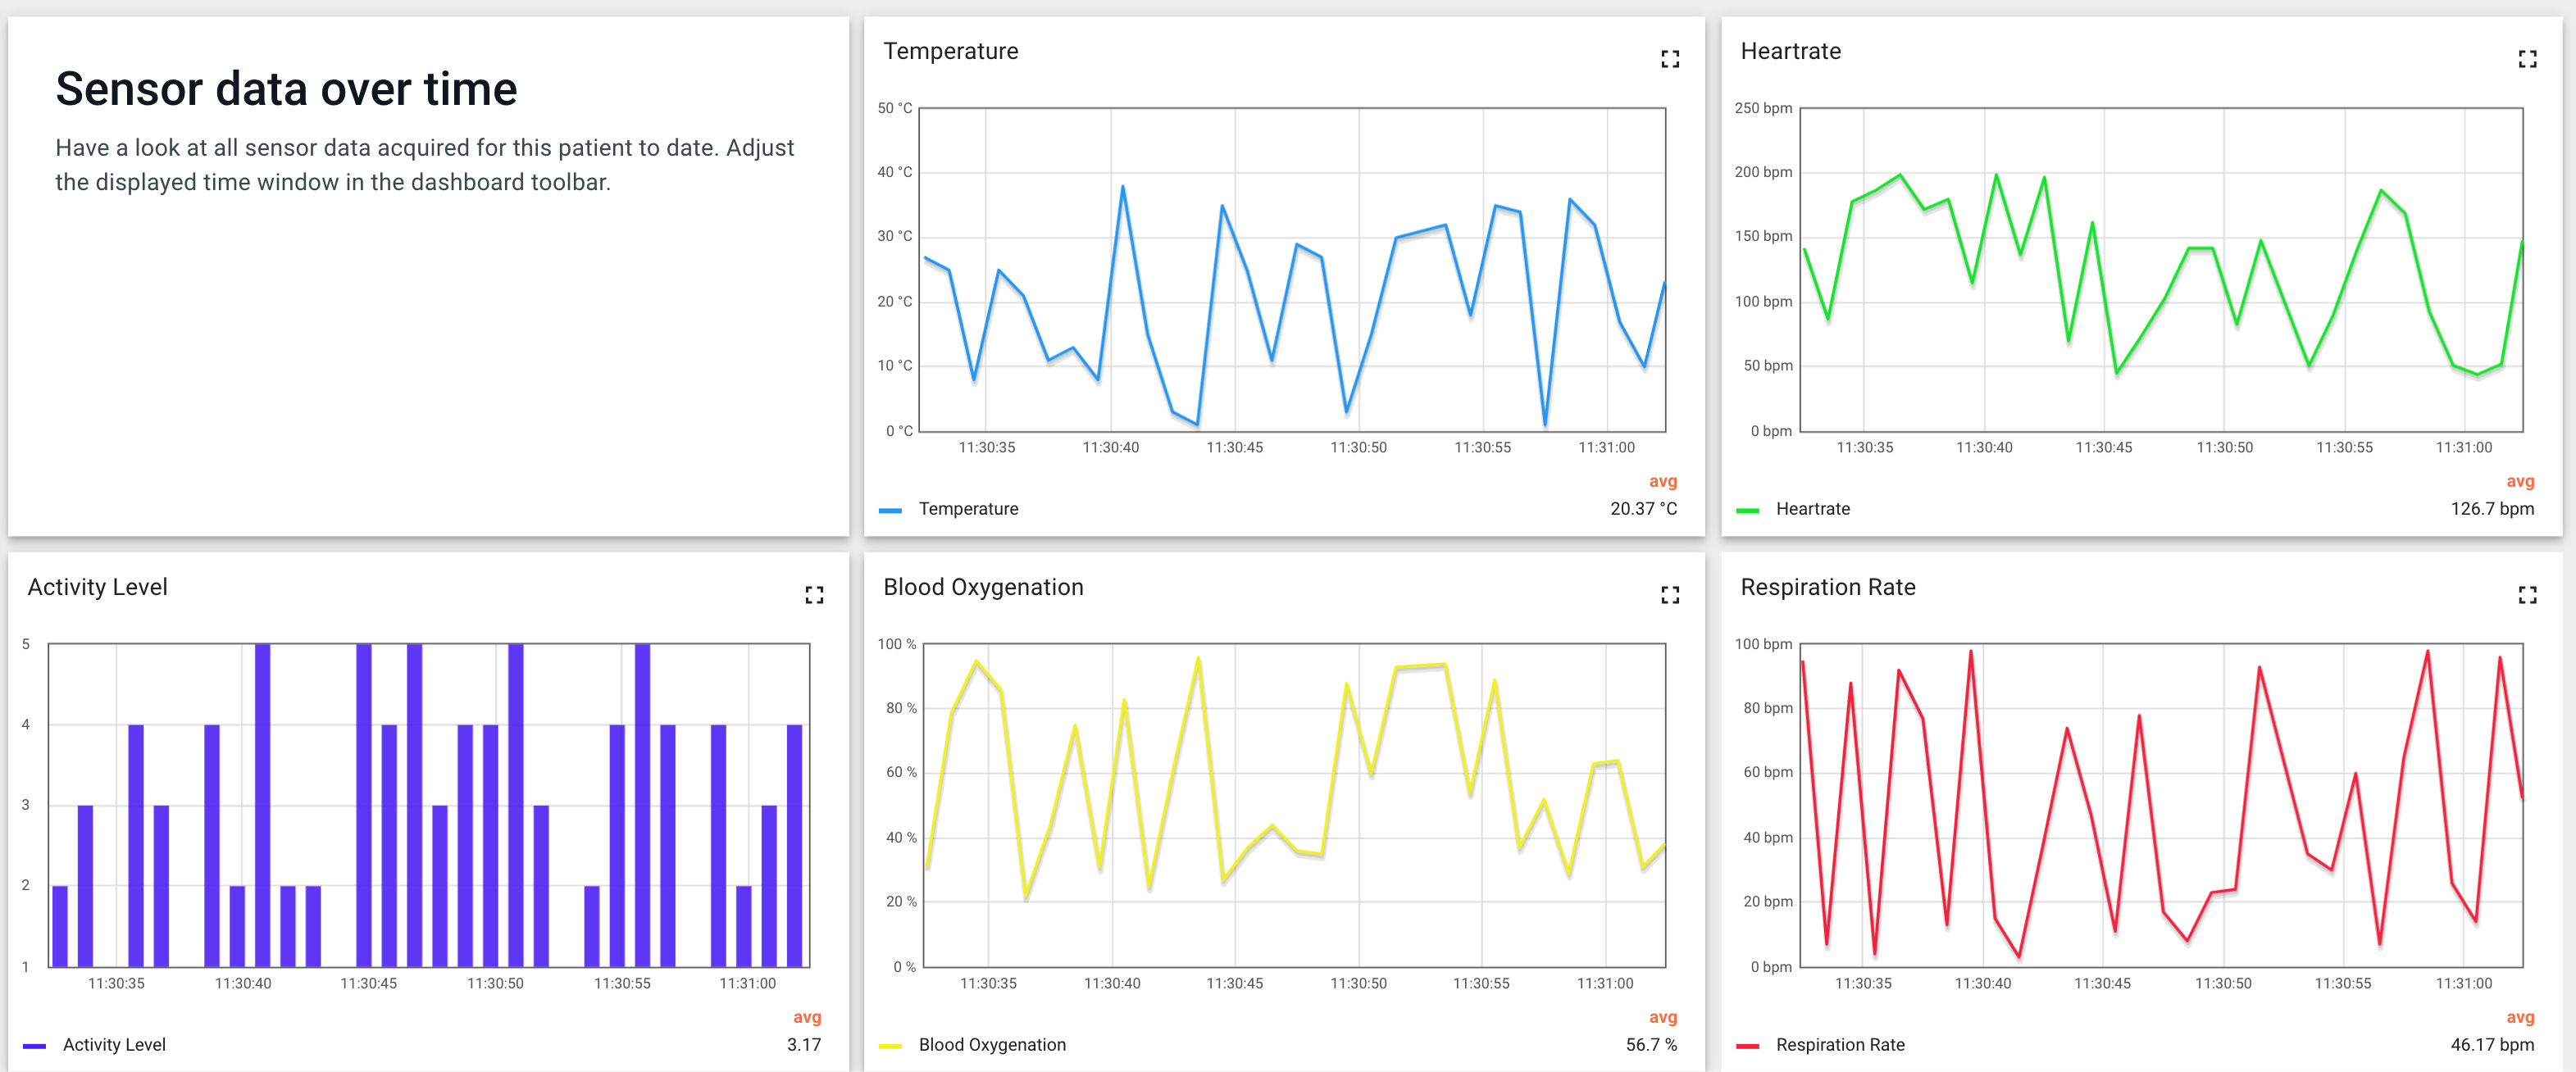 Sensor data over time
Have a look at all sensor data acquired for this patient to date. Adjust
the displayed time window in the dashboard toolbar.
Temperature
50 °C
40 °C
30 °C
20 °C
10 °C
0 °C
11:30:35 11:30:40 11:30:45 11:30:50 11:30:55 11:31:00
avg
Temperature 20.37 °C
Heartrate
250 bpm
200 bpm
150 bpm
100 bpm
50 bpm
0 bpm
11:30:35 11:30:40 11:30:45 11:30:50 11:30:55 11:31:00
avg
Heartrate 126.7 bpm
Activity Level
5
4
3
2
1
11:30:35 11:30:40 11:30:45 11:30:50 11:30:55 11:31:00
avg
Activity Level 3.17
Blood Oxygenation
100 %
80 %
60 %
40 %
20 %
0 %
11:30:35 11:30:40 11:30:45 11:30:50 11:30:55 11:31:00
avg
Blood Oxygenation 56.7 %
Respiration Rate
100 bpm
80 bpm
60 bpm
40 bpm
20 bpm
0 bpm
11:30:35 11:30:40 11:30:45 11:30:50 11:30:55 11:31:00
avg
Respiration Rate 46.17 bpm